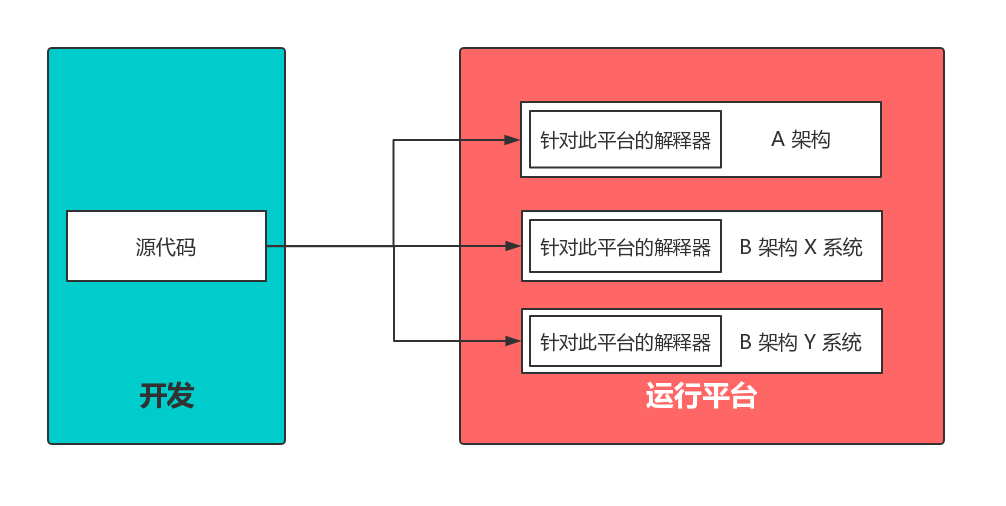 针对此平台的解释器
A 架构
源代码
针对此平台的解释器
B 架构 X 系统
针对此平台的解释器
B 架构 Y 系统
开发
运行平台